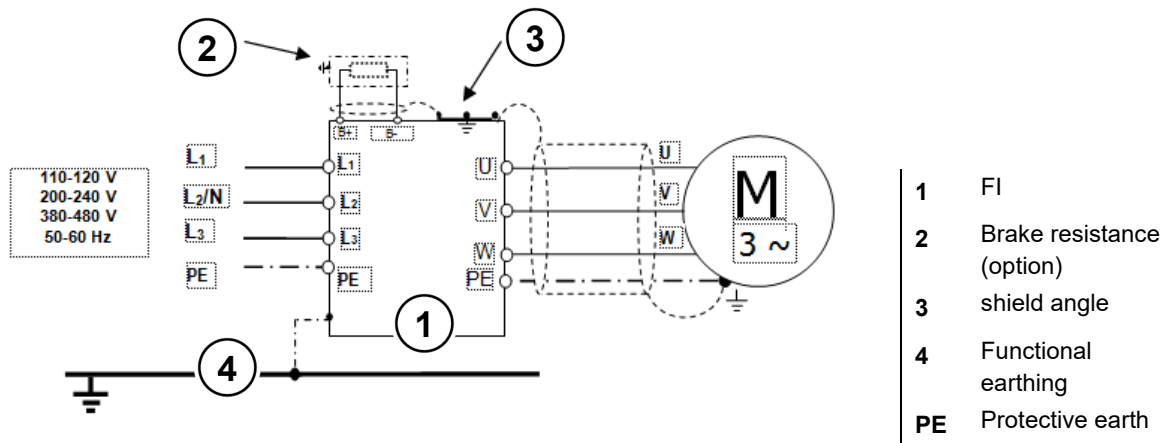 2
3
B+ B-
110-120 V
200-240 V
380-480 V
50-60 Hz
L1
L2/N
L3
PE
L1
L2
L3
PE
U
V
W
PE
U
V
W
M
3 ~
1
4
1 FI
2 Brake resistance
(option)
3 shield angle
4 Functional
earthing
PE Protective earth